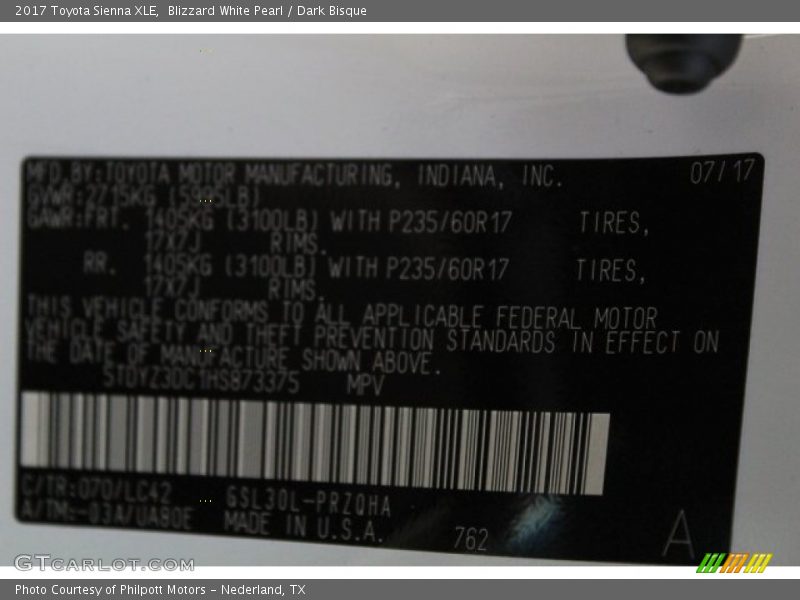 2017 Toyota Sienna XLE,  Blizzard White Pearl / Dark Bisque
MFD.BY:TOYOTA MOTOR MANUFACTURING, INDIANA, INC. 07/17
GVWR:2715KG (5985LB)
GAWR:FRT. 1405KG (3100LB) WITH P235/60R17 TIRES,
17X7J RIMS.
RR. 1405KG (3100LB) WITH P235/60R17 TIRES,
17X7J RIMS.
THIS VEHICLE CONFORMS TO ALL APPLICABLE FEDERAL MOTOR
VEHICLE SAFETY AND THEFT PREVENTION STANDARDS IN EFFECT ON
THE DATE OF MANUFACTURE SHOWN ABOVE.
5TDYZ3DC1HS873375 MPV
C/TR:070/LC42 GSL30L-PRZQHA
A/TM:-03A/UA80E MADE IN U.S.A. 762 A
GTCARLOT.COM
Photo Courtesy of Philpott Motors - Nederland, TX